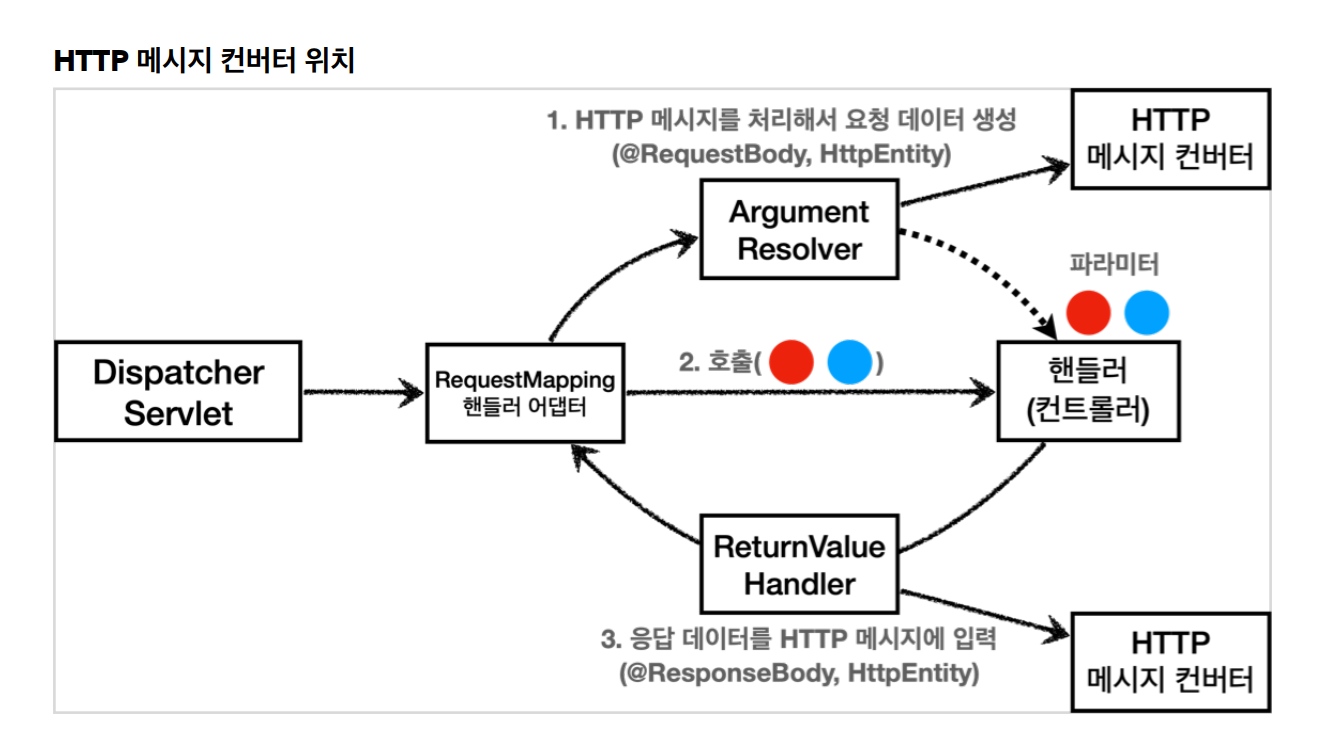 HTTP 메시지 컨버터 위치
1. HTTP 메시지를 처리해서 요청 데이터 생성
(@RequestBody, HttpEntity)
HTTP
메시지 컨버터
Argument
Resolver
파라미터
Dispatcher
Servlet
RequestMapping
핸들러 어댑터
2. 호출( )
핸들러
(컨트롤러)
ReturnValue
Handler
3. 응답 데이터를 HTTP 메시지에 입력
(@ResponseBody, HttpEntity)
HTTP
메시지 컨버터